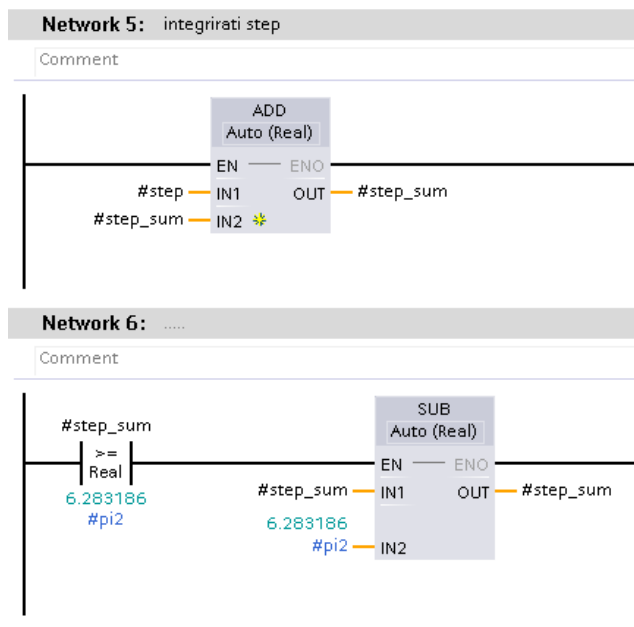 Network 5: integrirati step
Comment
ADD
Auto (Real)
EN ENO
#step IN1 OUT #step_sum
#step_sum IN2
Network 6: .....
Comment
#step_sum
>=
Real
6.283186
#pi2
SUB
Auto (Real)
EN ENO
#step_sum IN1 OUT #step_sum
6.283186
#pi2 IN2